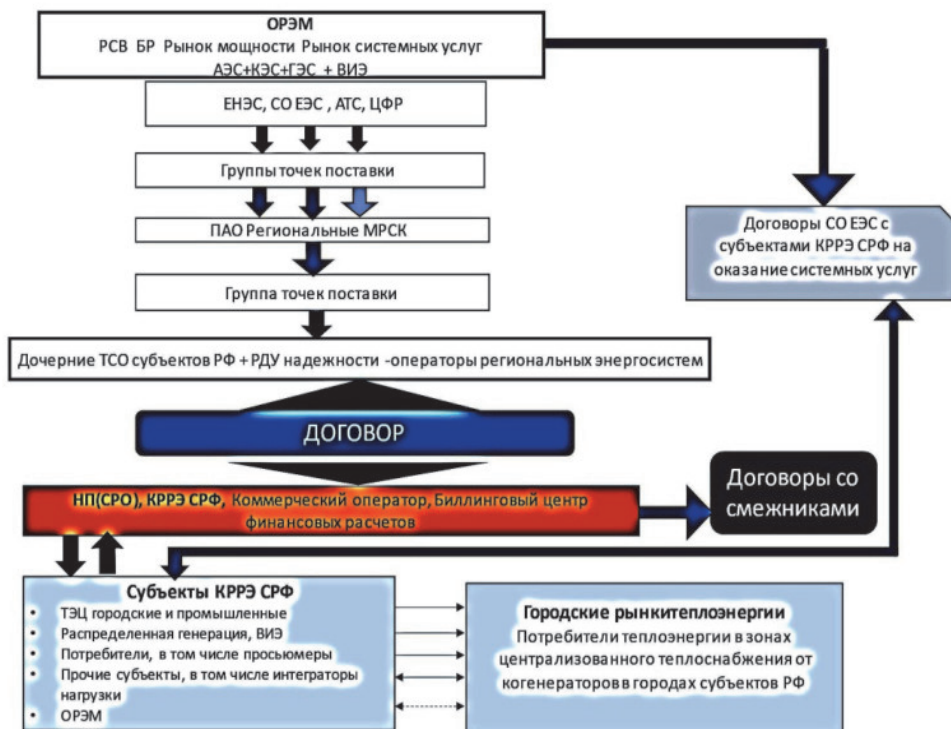 ОРЭМ
РСВ БР Рынок мощности Рынок системных услуг
АЭС+КЭС+ГЭС + ВИЭ
ЕНЭС, СО ЕЭС , АТС, ЦФР
Группы точек поставки
ПАО Региональные МРСК
Группа точек поставки
Дочерние ТСО субъектов РФ + РДУ надежности -операторы региональных энергосистем
Договоры СО ЕЭС с
субъектами КРРЭ СРФ на
оказание системных услуг
ДОГОВОР
НП(СРО), КРРЭ СРФ, Коммерческий оператор, Биллинговый центр
финансовых расчетов
Договоры со
смежниками
Субъекты КРРЭ СРФ
• ТЭЦ городские и промышленные
• Распределенная генерация, ВИЭ
• Потребители, в том числе просьюмеры
• Прочие субъекты, в том числе интеграторы
нагрузки
• ОРЭМ
Городские рынкитеплоэнергии
Потребители теплоэнергии в зонах
централизованного теплоснабжения от
когенераторов в городах субъектов РФ